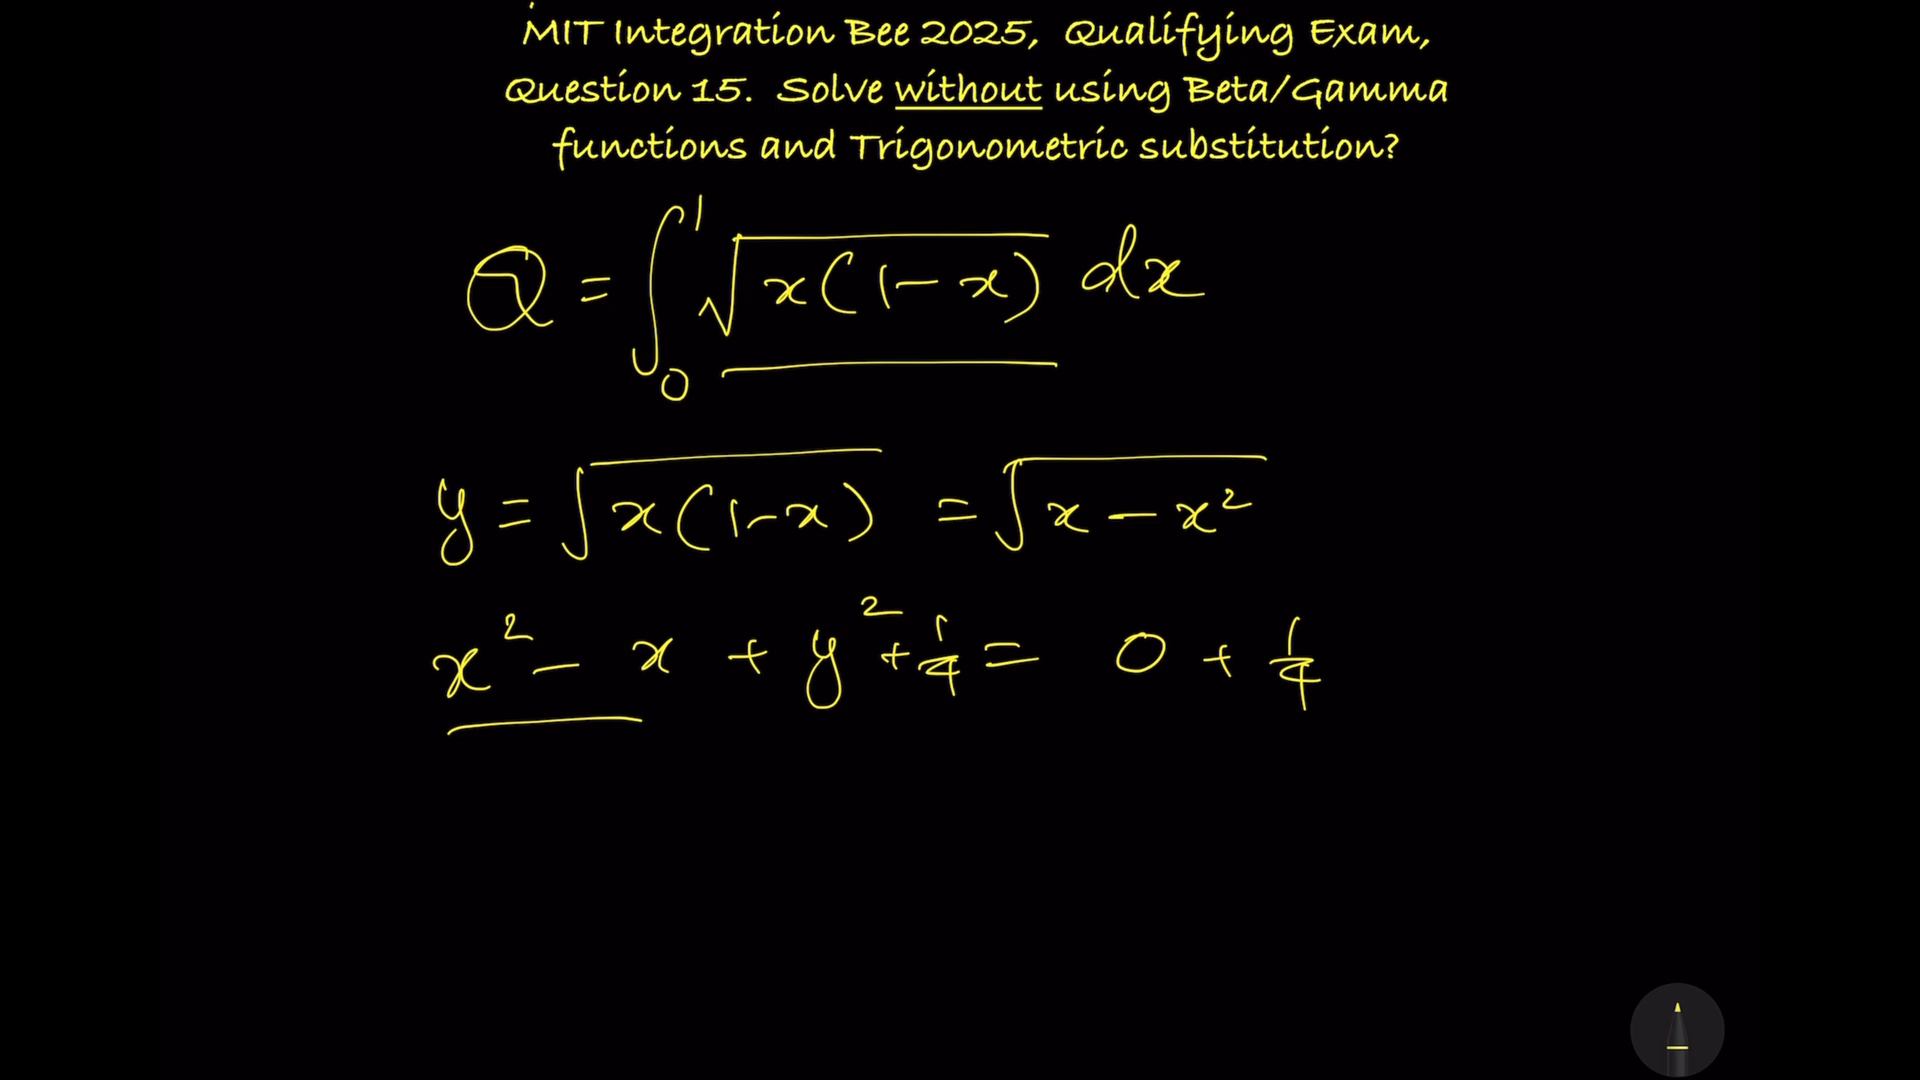 MIT Integration Bee 2025, Qualifying Exam,
Question 15. Solve without using Beta/Gamma
functions and Trigonometric substitution?
Q = ∫₀¹ √(x(1-x)) dx
y = √(x(1-x)) = √(x - x²)
x² - x + y² + 1/4 = 0 + 1/4